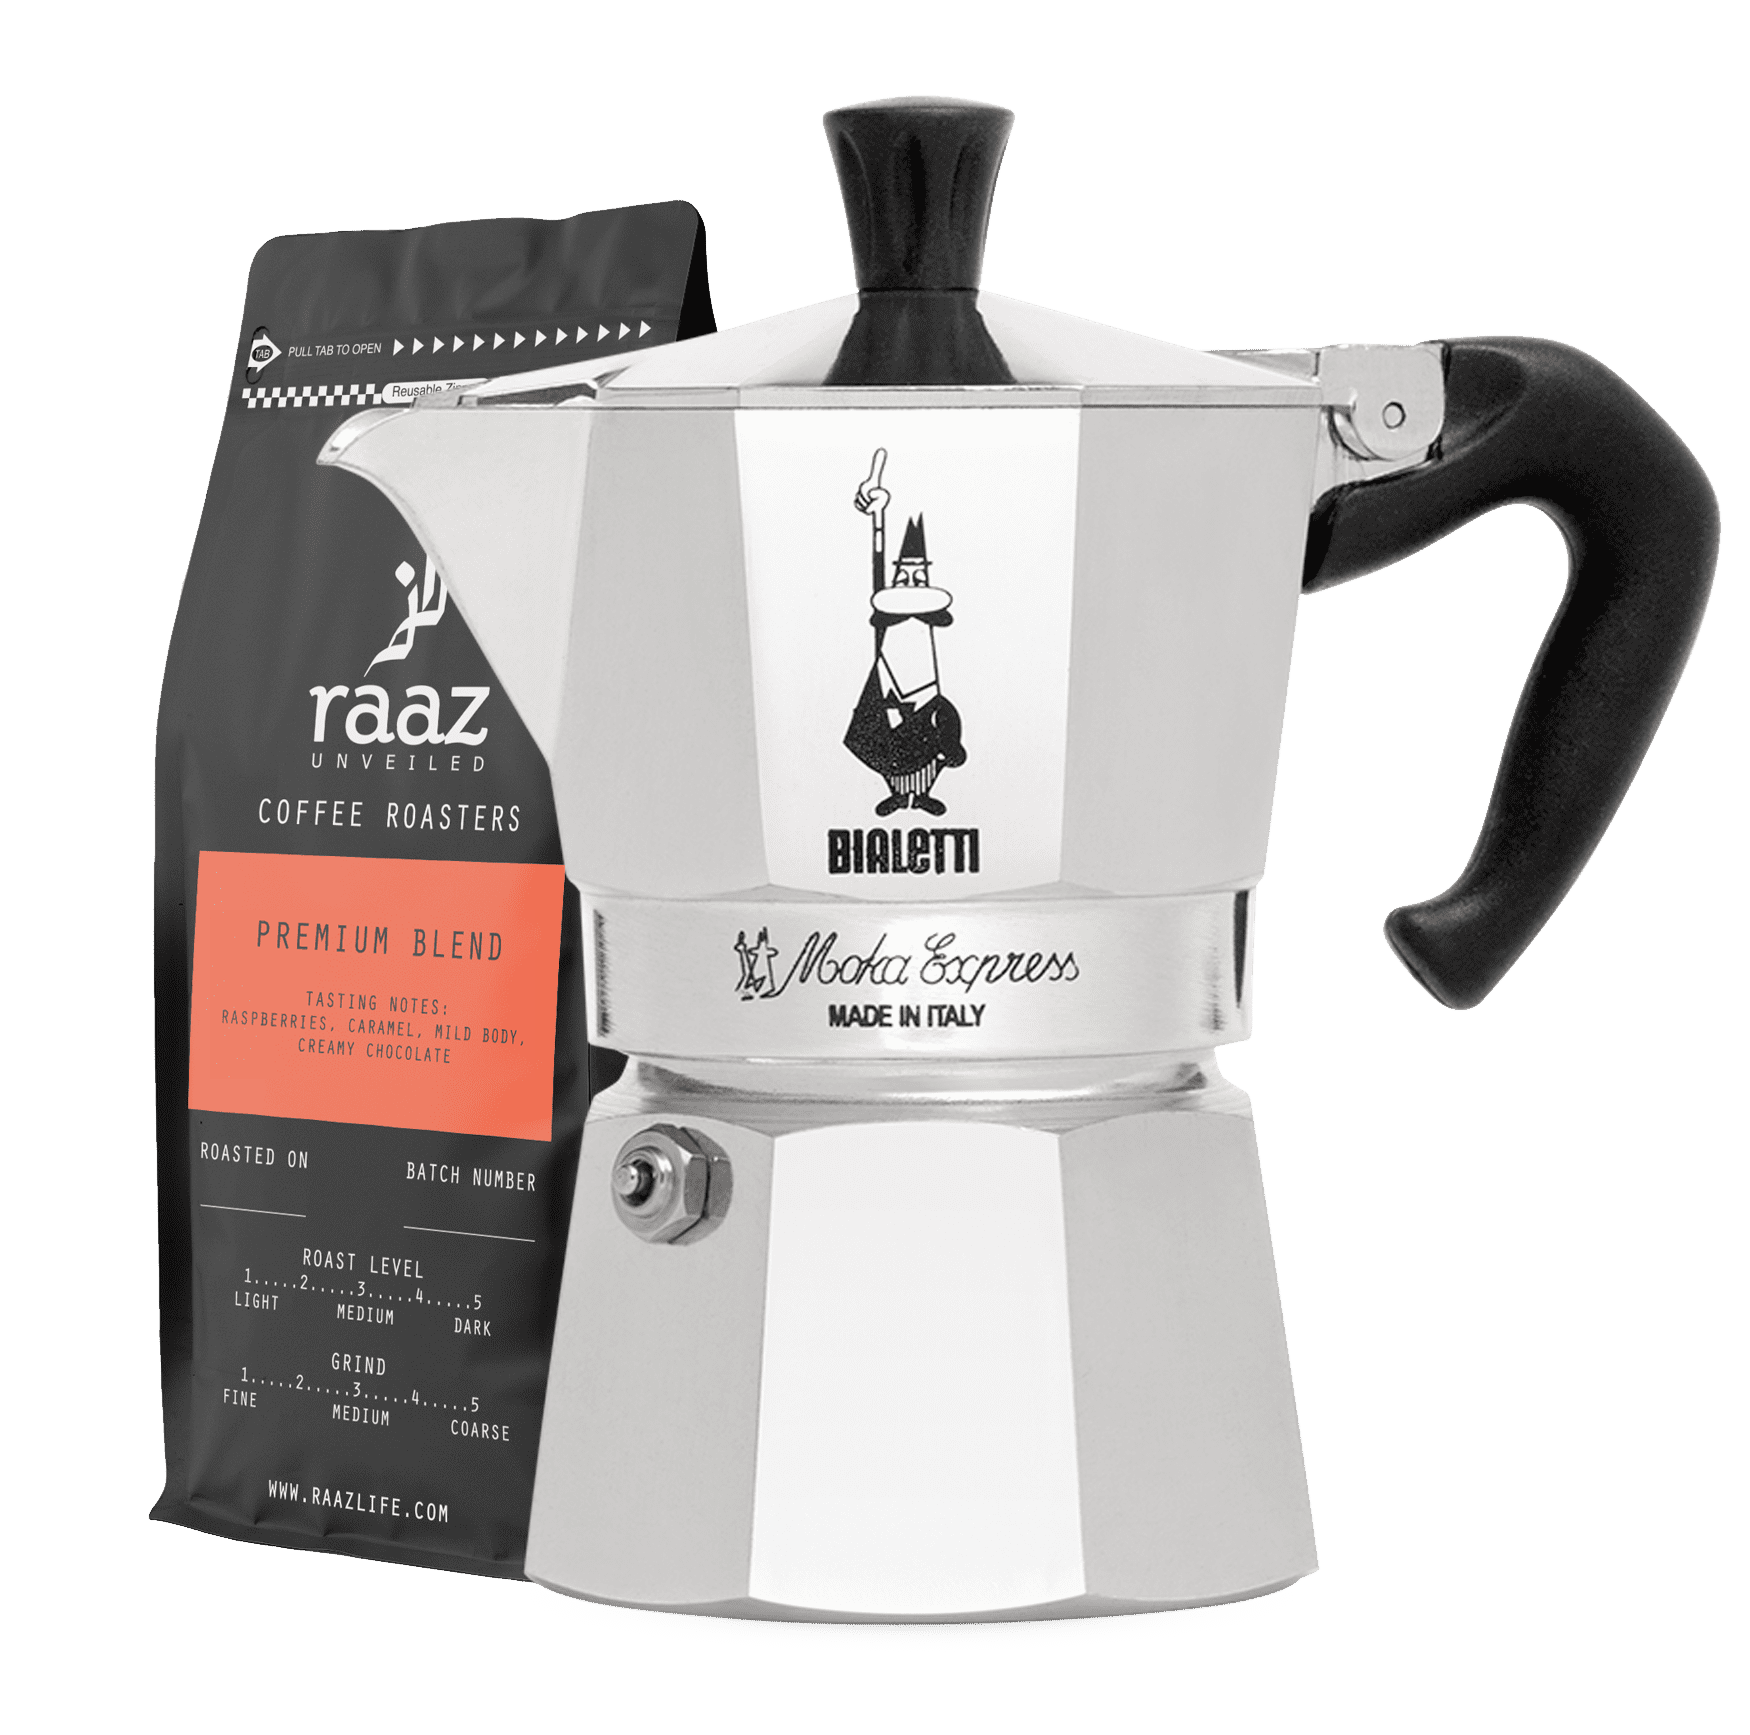 TAB PULL TAB TO OPEN
Reusable
راز
raaz
UNVEILED
COFFEE ROASTERS
PREMIUM BLEND
TASTING NOTES:
RASPBERRIES, CARAMEL, MILD BODY,
CREAMY CHOCOLATE
ROASTED ON
BATCH NUMBER
ROAST LEVEL
1.....2.....3.....4.....5
LIGHT MEDIUM DARK
GRIND
1.....2.....3.....4.....5
FINE MEDIUM COARSE
WWW.RAAZLIFE.COM
BIALETTI
Moka Express
MADE IN ITALY